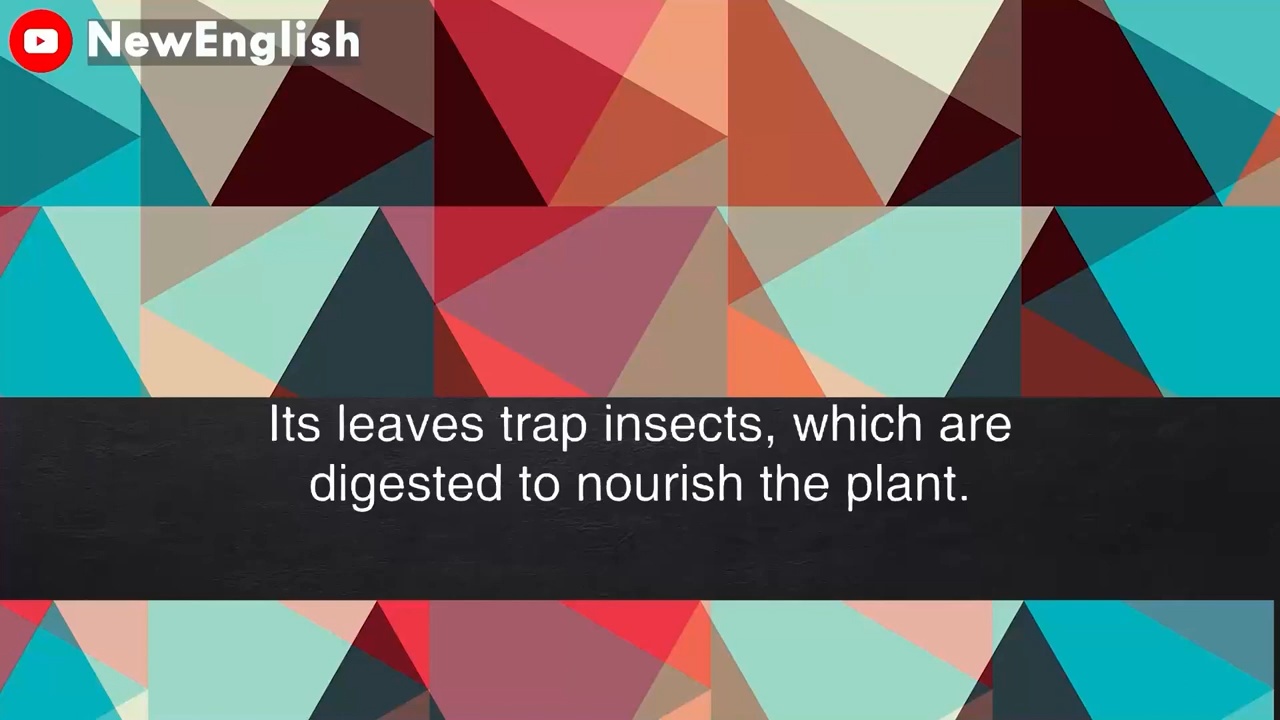 NewEnglish
Its leaves trap insects, which are
digested to nourish the plant.